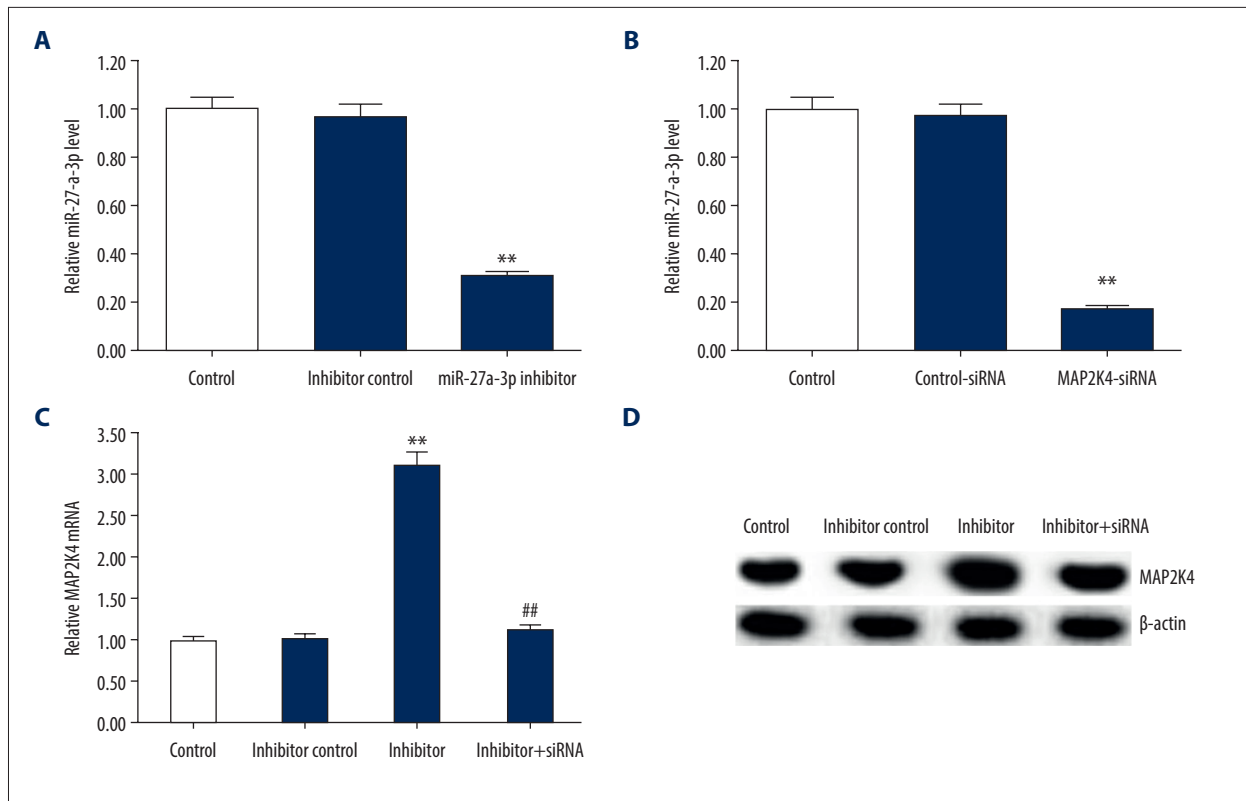 A
Relative miR-27-a-3p level
1.20
1.00
0.80
0.60
0.40
0.20
0.00
**
Control
Inhibitor control
miR-27a-3p inhibitor
B
Relative miR-27-a-3p level
1.20
1.00
0.80
0.60
0.40
0.20
0.00
**
Control
Control-siRNA
MAP2K4-siRNA
C
Relative MAP2K4 mRNA
3.50
3.00
2.50
2.00
1.50
1.00
0.50
0.00
**
##
Control
Inhibitor control
Inhibitor
Inhibitor+siRNA
D
Control
Inhibitor control
Inhibitor
Inhibitor+siRNA
MAP2K4
β-actin